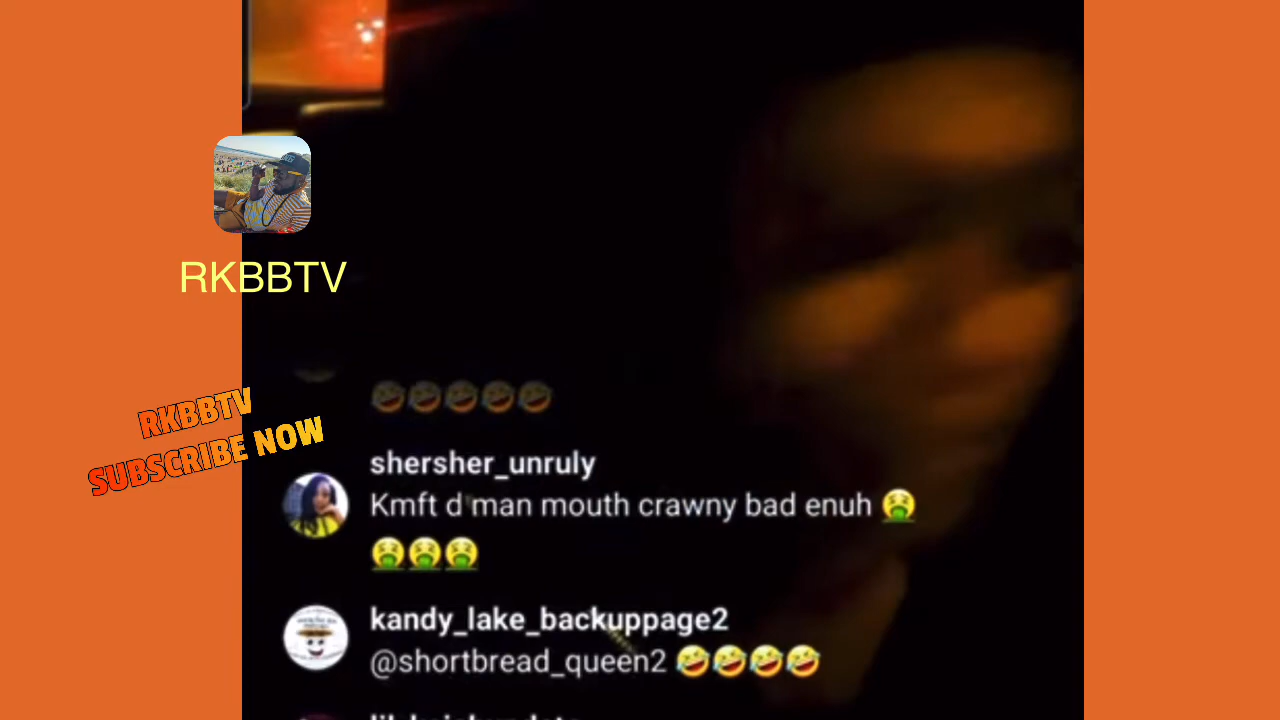 RKBBTV
RKBBTV
SUBSCRIBE NOW
🤣🤣🤣🤣🤣
shersher_unruly
Kmft d man mouth crawny bad enuh 🤮
🤮🤮🤮
kandy_lake_backuppage2
@shortbread_queen2 🤣🤣🤣🤣